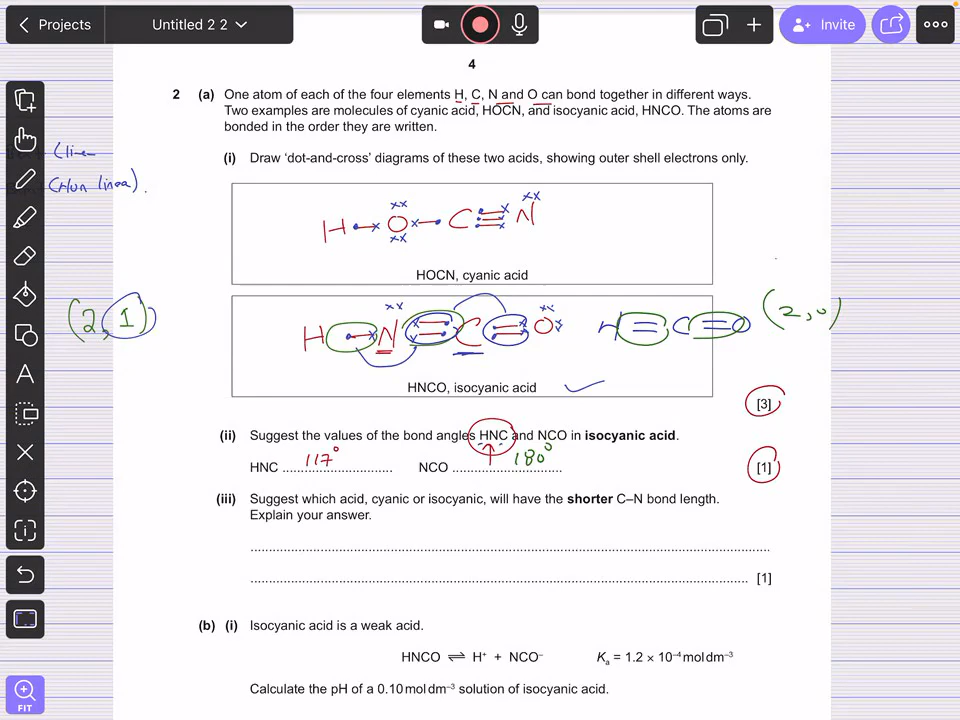 Projects
Untitled 2 2
Invite
4
2 (a) One atom of each of the four elements H, C, N and O can bond together in different ways.
Two examples are molecules of cyanic acid, HOCN, and isocyanic acid, HNCO. The atoms are
bonded in the order they are written.
(i) Draw ‘dot-and-cross’ diagrams of these two acids, showing outer shell electrons only.
H O C N
HOCN, cyanic acid
(2,1)
H N C O
H C O
(2,0)
HNCO, isocyanic acid
[3]
(ii) Suggest the values of the bond angles HNC and NCO in isocyanic acid.
HNC ..... 117° ..... NCO ..... 180° ..... [1]
(iii) Suggest which acid, cyanic or isocyanic, will have the shorter C–N bond length.
Explain your answer.
[1]
(b) (i) Isocyanic acid is a weak acid.
HNCO ⇌ H⁺ + NCO⁻ Kₐ = 1.2 × 10⁻⁴ mol dm⁻³
Calculate the pH of a 0.10 mol dm⁻³ solution of isocyanic acid.
A
FIT